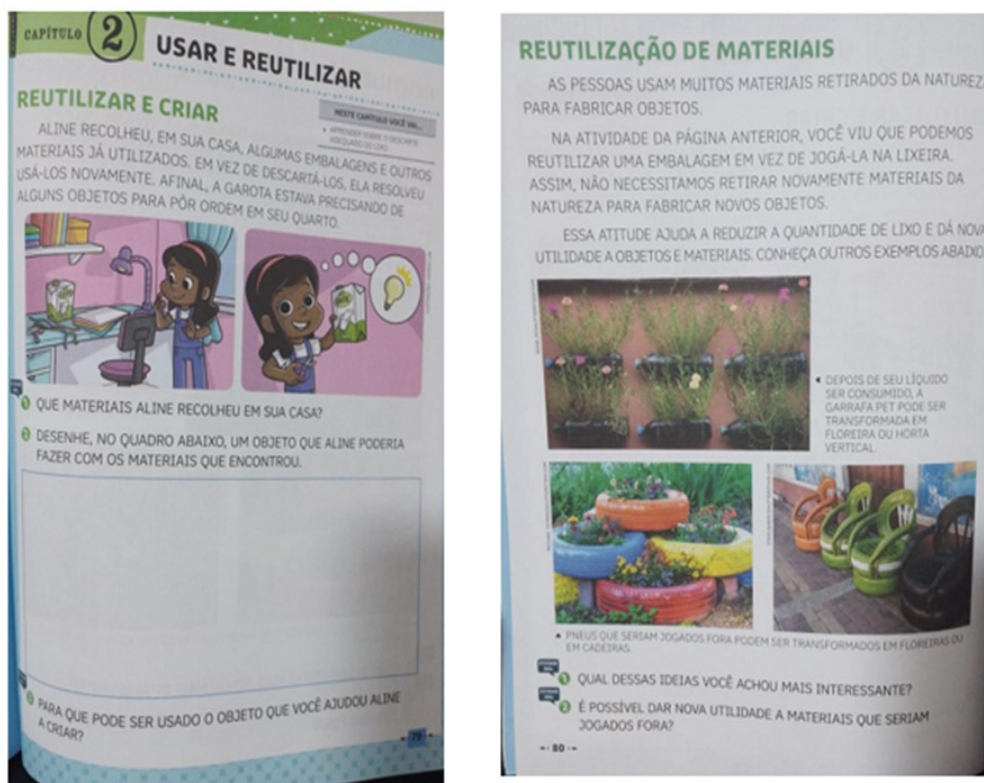 CAPÍTULO 2
USAR E REUTILIZAR
REUTILIZAR E CRIAR
NESTE CAPÍTULO VOCÊ VAI...
APRENDER SOBRE O DESCARTE
ADEQUADO DO LIXO.
ALINE RECOLHEU, EM SUA CASA, ALGUMAS EMBALAGENS E OUTROS
MATERIAIS JÁ UTILIZADOS. EM VEZ DE DESCARTÁ-LOS, ELA RESOLVEU
USÁ-LOS NOVAMENTE. AFINAL, A GAROTA ESTAVA PRECISANDO DE
ALGUNS OBJETOS PARA PÔR ORDEM EM SEU QUARTO.
1 QUE MATERIAIS ALINE RECOLHEU EM SUA CASA?
2 DESENHE, NO QUADRO ABAIXO, UM OBJETO QUE ALINE PODERIA
FAZER COM OS MATERIAIS QUE ENCONTROU.
3 PARA QUE PODE SER USADO O OBJETO QUE VOCÊ AJUDOU ALINE
A CRIAR?
79
REUTILIZAÇÃO DE MATERIAIS
AS PESSOAS USAM MUITOS MATERIAIS RETIRADOS DA NATUREZ
PARA FABRICAR OBJETOS.
NA ATIVIDADE DA PÁGINA ANTERIOR, VOCÊ VIU QUE PODEMOS
REUTILIZAR UMA EMBALAGEM EM VEZ DE JOGÁ-LA NA LIXEIRA.
ASSIM, NÃO NECESSITAMOS RETIRAR NOVAMENTE MATERIAIS DA
NATUREZA PARA FABRICAR NOVOS OBJETOS.
ESSA ATITUDE AJUDA A REDUZIR A QUANTIDADE DE LIXO E DÁ NOVA
UTILIDADE A OBJETOS E MATERIAIS. CONHEÇA OUTROS EXEMPLOS ABAIXO
DEPOIS DE SEU LÍQUIDO
SER CONSUMIDO, A
GARRAFA PET PODE SER
TRANSFORMADA EM
FLOREIRA OU HORTA
VERTICAL.
PNEUS QUE SERIAM JOGADOS FORA PODEM SER TRANSFORMADOS EM FLOREIRAS OU
EM CADEIRAS.
1 QUAL DESSAS IDEIAS VOCÊ ACHOU MAIS INTERESSANTE?
2 É POSSÍVEL DAR NOVA UTILIDADE A MATERIAIS QUE SERIAM
JOGADOS FORA?
80